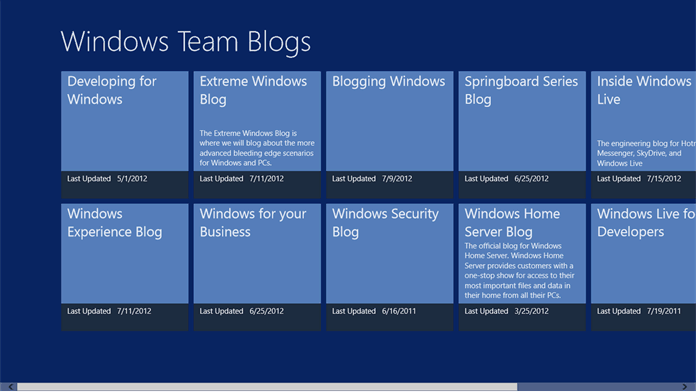 Windows Team Blogs
Developing for
Windows
Last Updated 5/1/2012
Extreme Windows
Blog
The Extreme Windows Blog is
where we will blog about the more
advanced bleeding edge scenarios
for Windows and PCs.
Last Updated 7/11/2012
Blogging Windows
Last Updated 7/9/2012
Springboard Series
Blog
Last Updated 6/25/2012
Inside Windows
Live
The engineering blog for
Messenger, SkyDrive, and
Windows Live
Last Updated 7/15/2012
Windows
Experience Blog
Last Updated 7/11/2012
Windows for your
Business
Last Updated 6/25/2012
Windows Security
Blog
Last Updated 6/16/2011
Windows Home
Server Blog
The official blog for Windows
Home Server. Windows Home
Server provides customers with a
one-stop show for access to their
most important files and data in
their home from all their PCs.
Last Updated 3/25/2012
Windows Live fo
Developers
Last Updated 7/19/2011